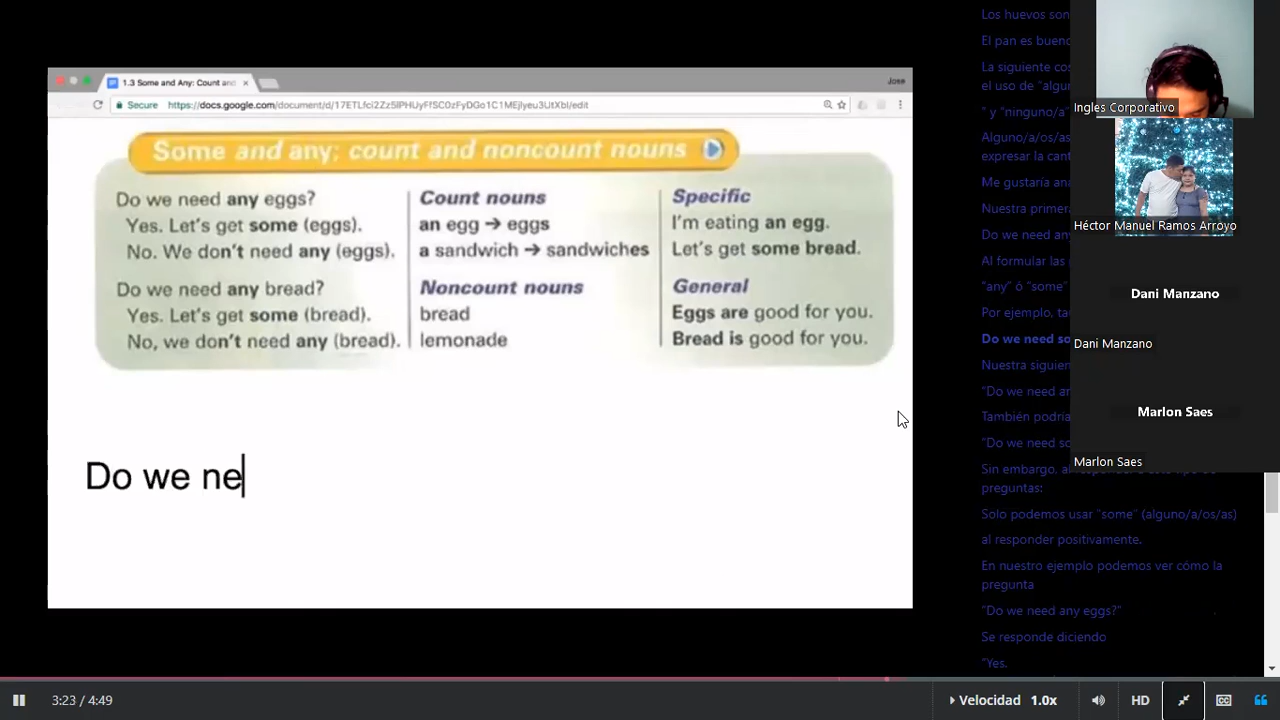 1.3 Some and Any: Count and
Jose
Secure https://docs.google.com/document/d/17ETLfci2Zz5lPHUyFfSC0zFyDGo1C1MEjlyeu3UtXbI/edit
Some and any; count and noncount nouns
Do we need any eggs?
Yes. Let's get some (eggs).
No. We don't need any (eggs).
Do we need any bread?
Yes. Let's get some (bread).
No, we don't need any (bread).
Count nouns
an egg → eggs
a sandwich → sandwiches
Noncount nouns
bread
lemonade
Specific
I'm eating an egg.
Let's get some bread.
General
Eggs are good for you.
Bread is good for you.
Do we ne
Los huevos son
El pan es bueno
La siguiente
el uso de "algu
" y "ninguno/a"
Alguno/a/os/as
expresar la cant
Me gustaría ana
Nuestra primera
Do we need any
Al formular las
"any" ó "some"
Por ejemplo, ta
Do we need so
Nuestra siguien
"Do we need an
También podría
"Do we need so
Sin embargo, al
preguntas:
Solo podemos usar "some" (alguno/a/os/as)
al responder positivamente.
En nuestro ejemplo podemos ver cómo la
pregunta
"Do we need any eggs?"
Se responde diciendo
"Yes.
Ingles Corporativo
Héctor Manuel Ramos Arroyo
Dani Manzano
Dani Manzano
Marlon Saes
Marlon Saes
3:23 / 4:49
Velocidad 1.0x
HD
CC